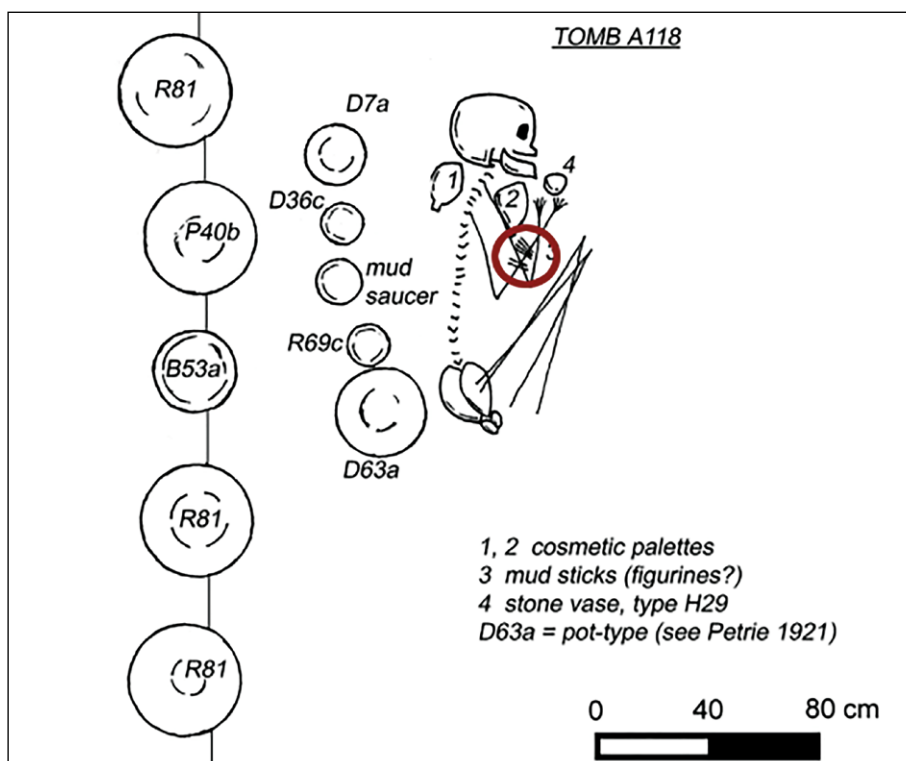 TOMB A118
R81
D7a
4
1
D36c
2
P40b
mud
saucer
R69c
B53a
D63a
R81
1, 2 cosmetic palettes
3 mud sticks (figurines?)
4 stone vase, type H29
D63a = pot-type (see Petrie 1921)
R81
0 40 80 cm